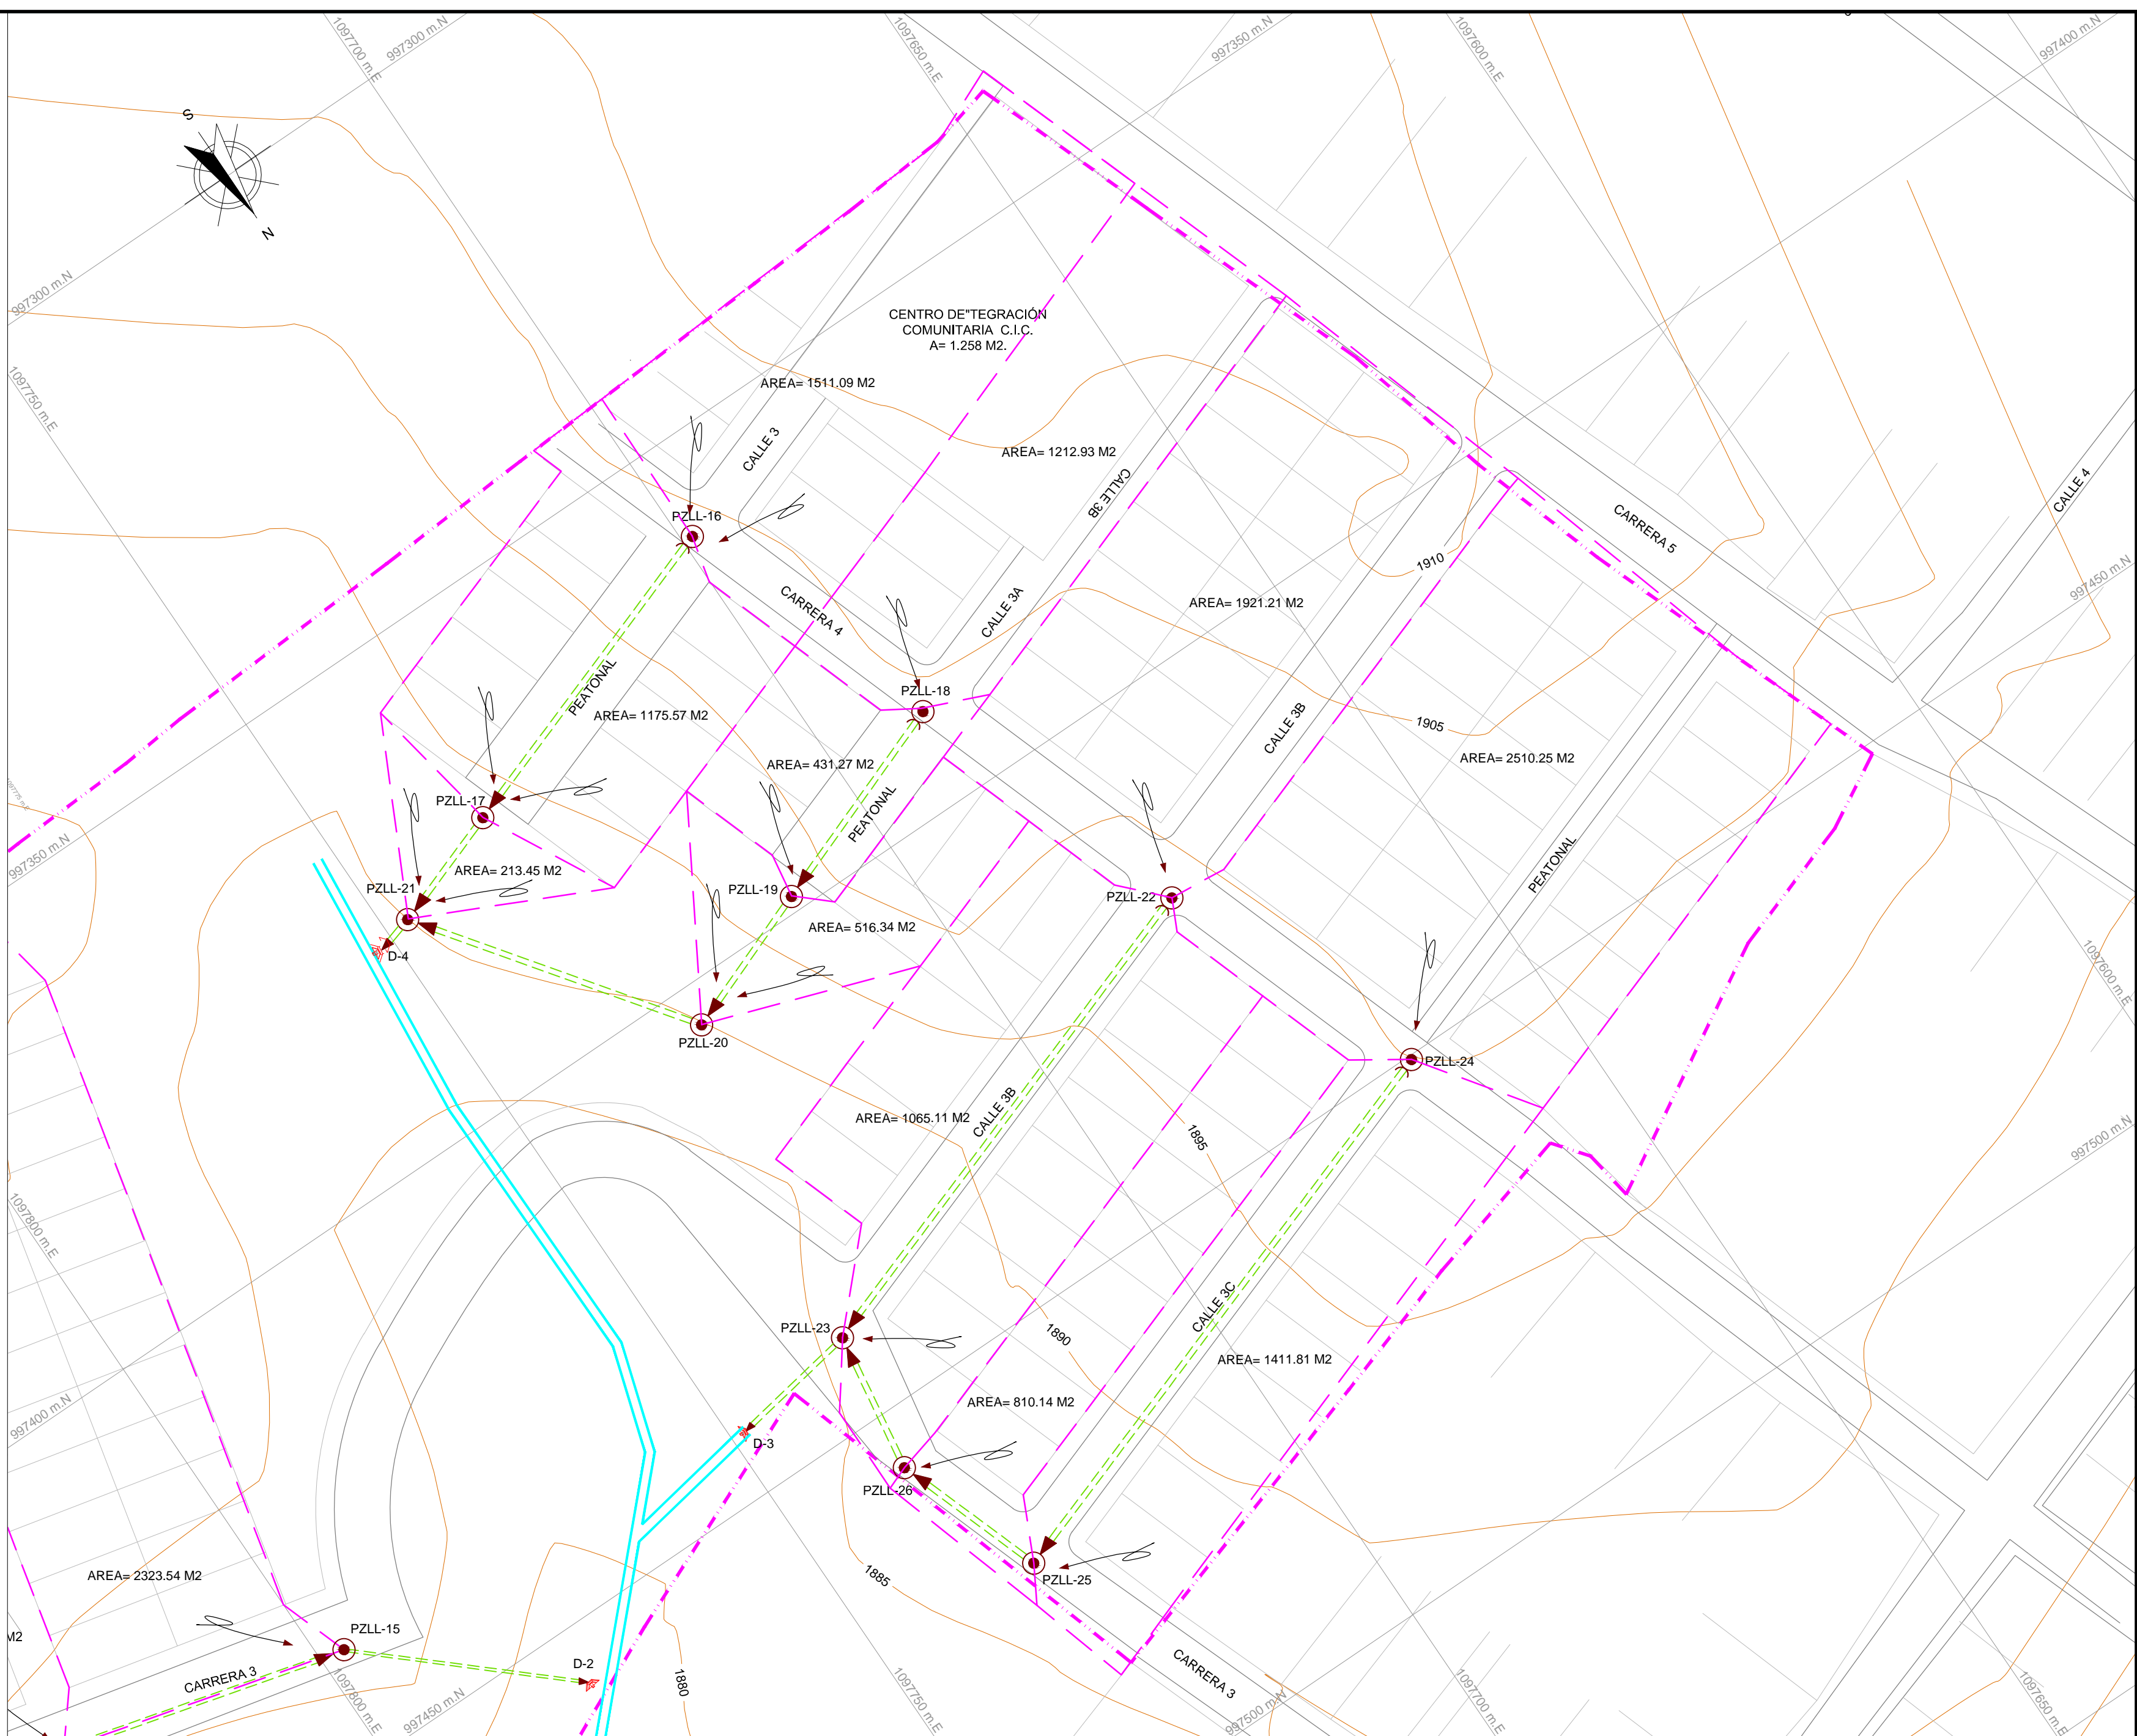 1097700 m.E
997300 m.N
1097650 m.E
997350 m.N
1097600 m.E
997400 m.N
S
N
997300 m.N
CENTRO DE"TEGRACIÓN
COMUNITARIA C.I.C.
A= 1.258 M2.
1097750 m.E
AREA= 1511.09 M2
CALLE 3
AREA= 1212.93 M2
CALLE 3B
CALLE 4
PZLL-16
CARRERA 5
1910
997450 m.N
CARRERA 4
CALLE 3A
AREA= 1921.21 M2
PEATONAL
PZLL-18
AREA= 1175.57 M2
CALLE 3B
1905
AREA= 2510.25 M2
AREA= 431.27 M2
PZLL-17
PEATONAL
997350 m.N
AREA= 213.45 M2
PZLL-21
PZLL-19
PZLL-22
PEATONAL
AREA= 516.34 M2
D-4
1097600 m.E
PZLL-20
PZLL-24
AREA= 1065.11 M2
CALLE 3B
1895
997500 m.N
1097800 m.E
CALLE 3C
PZLL-23
1890
AREA= 1411.81 M2
997400 m.N
AREA= 810.14 M2
D-3
PZLL-26
AREA= 2323.54 M2
1885
PZLL-25
M2
PZLL-15
D-2
CARRERA 3
1880
CARRERA 3
1097800 m.E
997450 m.N
1097750 m.E
997500 m.N
1097700 m.E
1097650 m.E